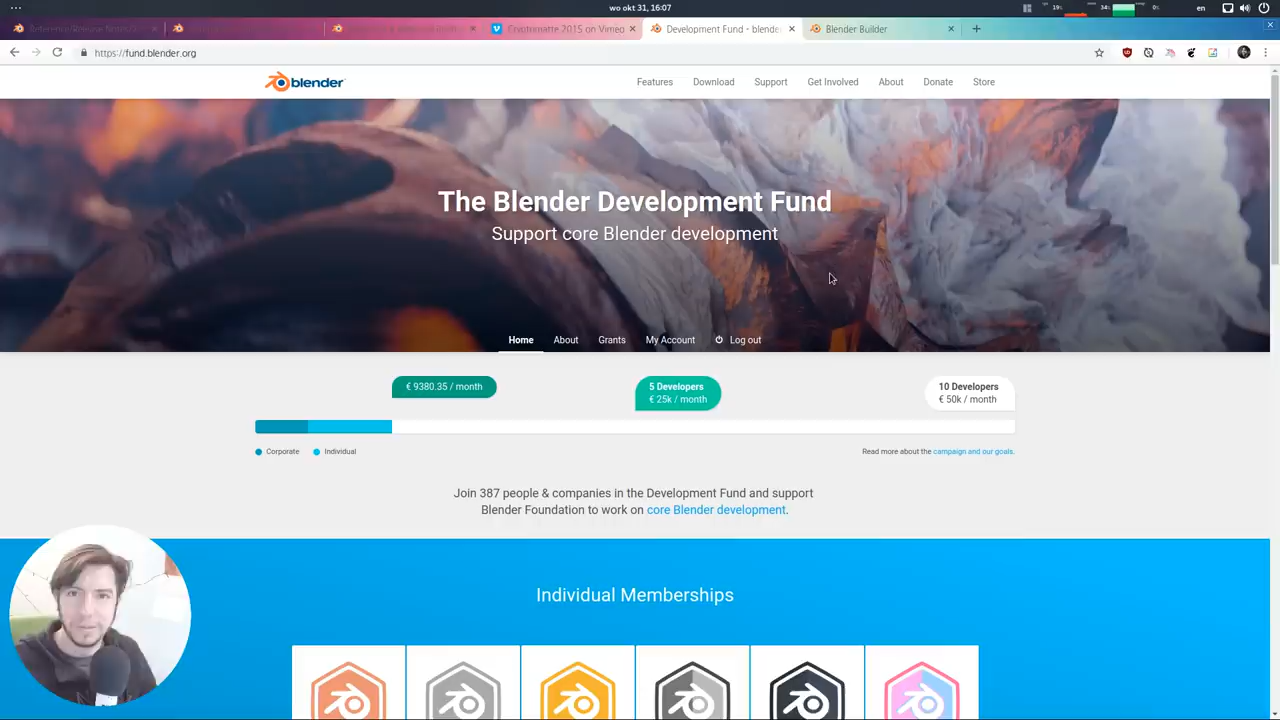 wo okt 31, 16:07
19%
34%
0%
en
Cryptomatte 2015 on Vimeo
Development Fund - blende
Blender Builder
https://fund.blender.org
blender
Features
Download
Support
Get Involved
About
Donate
Store
The Blender Development Fund
Support core Blender development
Home
About
Grants
My Account
Log out
€ 9380.35 / month
5 Developers
€ 25k / month
10 Developers
€ 50k / month
Corporate
Individual
Read more about the campaign and our goals.
Join 387 people & companies in the Development Fund and support
Blender Foundation to work on core Blender development.
Individual Memberships